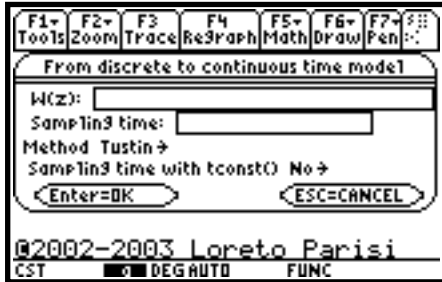 F1▾ F2▾ F3 F4 F5▾ F6▾ F7▾
Tools Zoom Trace ReGraph Math Draw Pen
From discrete to continuous time model
W(z):
Sampling time:
Method Tustin→
Sampling time with tconst() No→
Enter=OK ESC=CANCEL
@2002-2003 Loreto Parisi
CST DEG AUTO FUNC